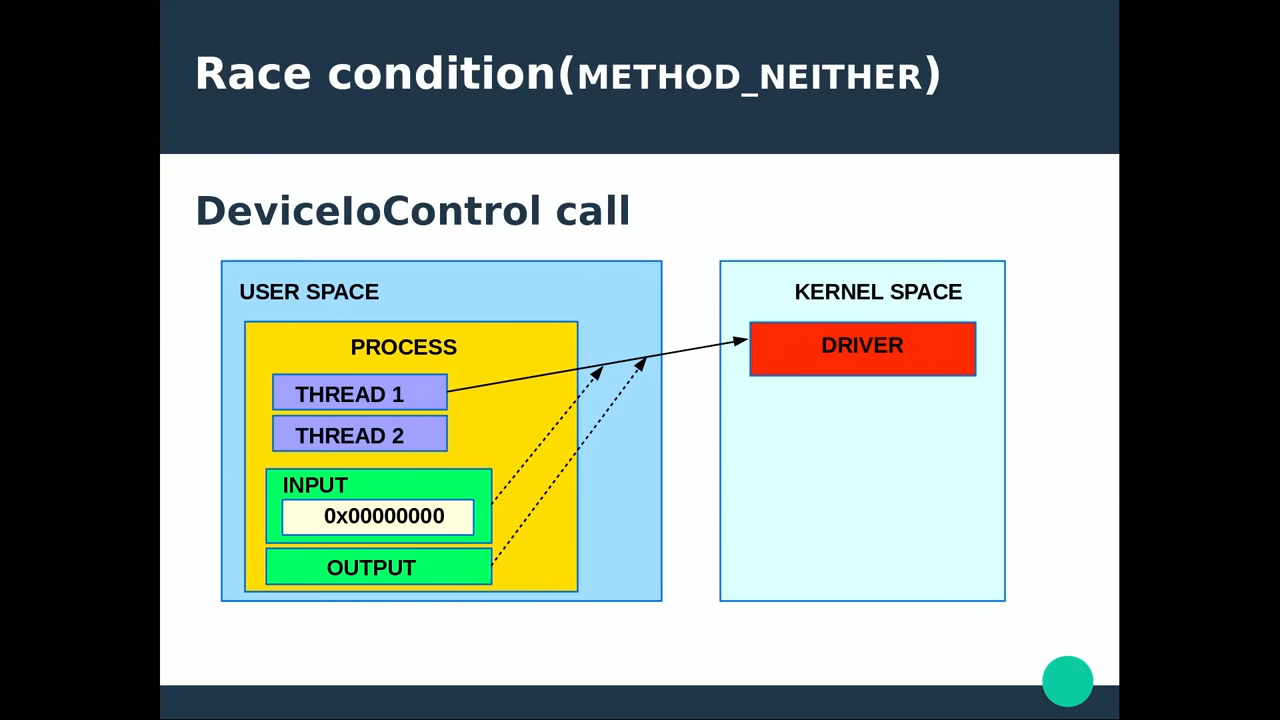 Race condition(METHOD_NEITHER)
DeviceIoControl call
USER SPACE
PROCESS
THREAD 1
THREAD 2
INPUT
0x00000000
OUTPUT
KERNEL SPACE
DRIVER